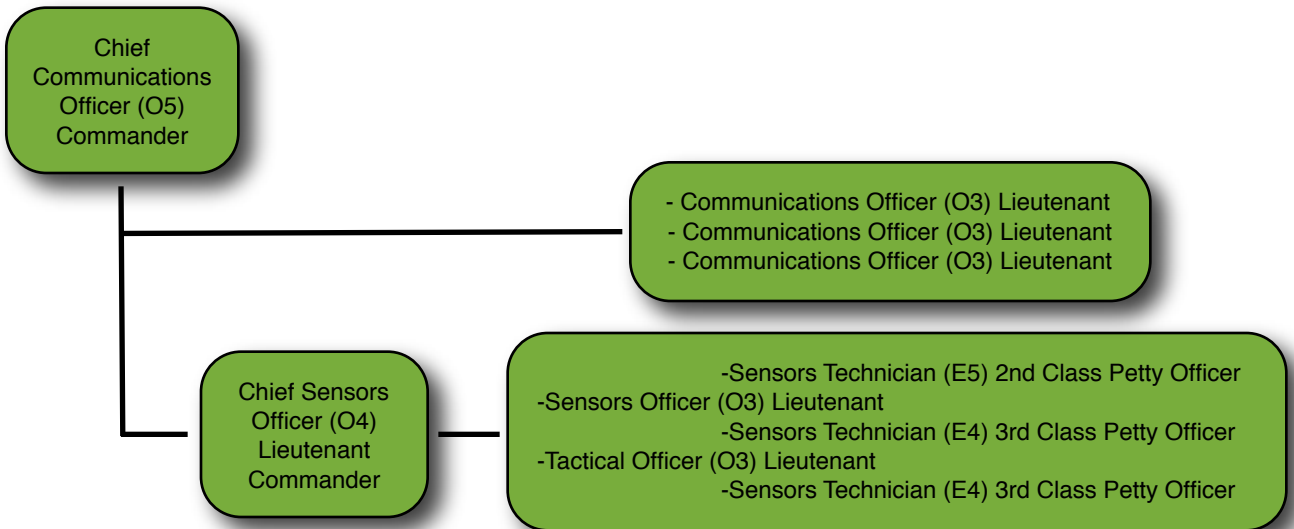 Chief
Communications
Officer (O5)
Commander
- Communications Officer (O3) Lieutenant
- Communications Officer (O3) Lieutenant
- Communications Officer (O3) Lieutenant
Chief Sensors
Officer (O4)
Lieutenant
Commander
-Sensors Technician (E5) 2nd Class Petty Officer
-Sensors Officer (O3) Lieutenant
-Sensors Technician (E4) 3rd Class Petty Officer
-Tactical Officer (O3) Lieutenant
-Sensors Technician (E4) 3rd Class Petty Officer